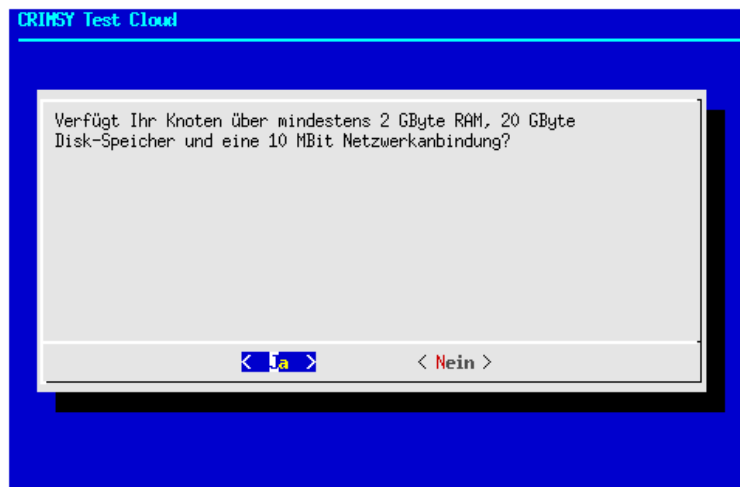 CRIMSY Test Cloud
Verfügt Ihr Knoten über mindestens 2 GByte RAM, 20 GByte
Disk-Speicher und eine 10 MBit Netzwerkanbindung?
< Ja > < Nein >